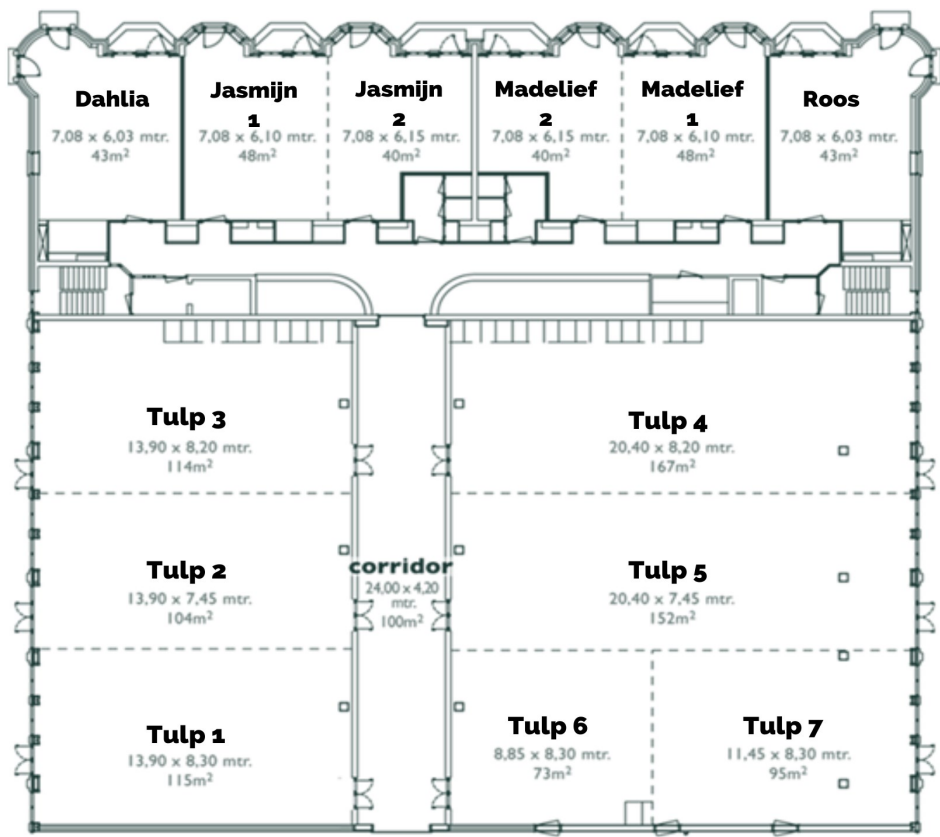 Dahlia
7,08 x 6,03 mtr.
43m²
Jasmijn
1
7,08 x 6,10 mtr.
48m²
Jasmijn
2
7,08 x 6,15 mtr.
40m²
Madelief
2
7,08 x 6,15 mtr.
40m²
Madelief
1
7,08 x 6,10 mtr.
48m²
Roos
7,08 x 6,03 mtr.
43m²
Tulp 3
13,90 x 8,20 mtr.
114m²
Tulp 4
20,40 x 8,20 mtr.
167m²
Tulp 2
13,90 x 7,45 mtr.
104m²
corridor
24,00 x 4,20
mtr.
100m²
Tulp 5
20,40 x 7,45 mtr.
152m²
Tulp 1
13,90 x 8,30 mtr.
115m²
Tulp 6
8,85 x 8,30 mtr.
73m²
Tulp 7
11,45 x 8,30 mtr.
95m²